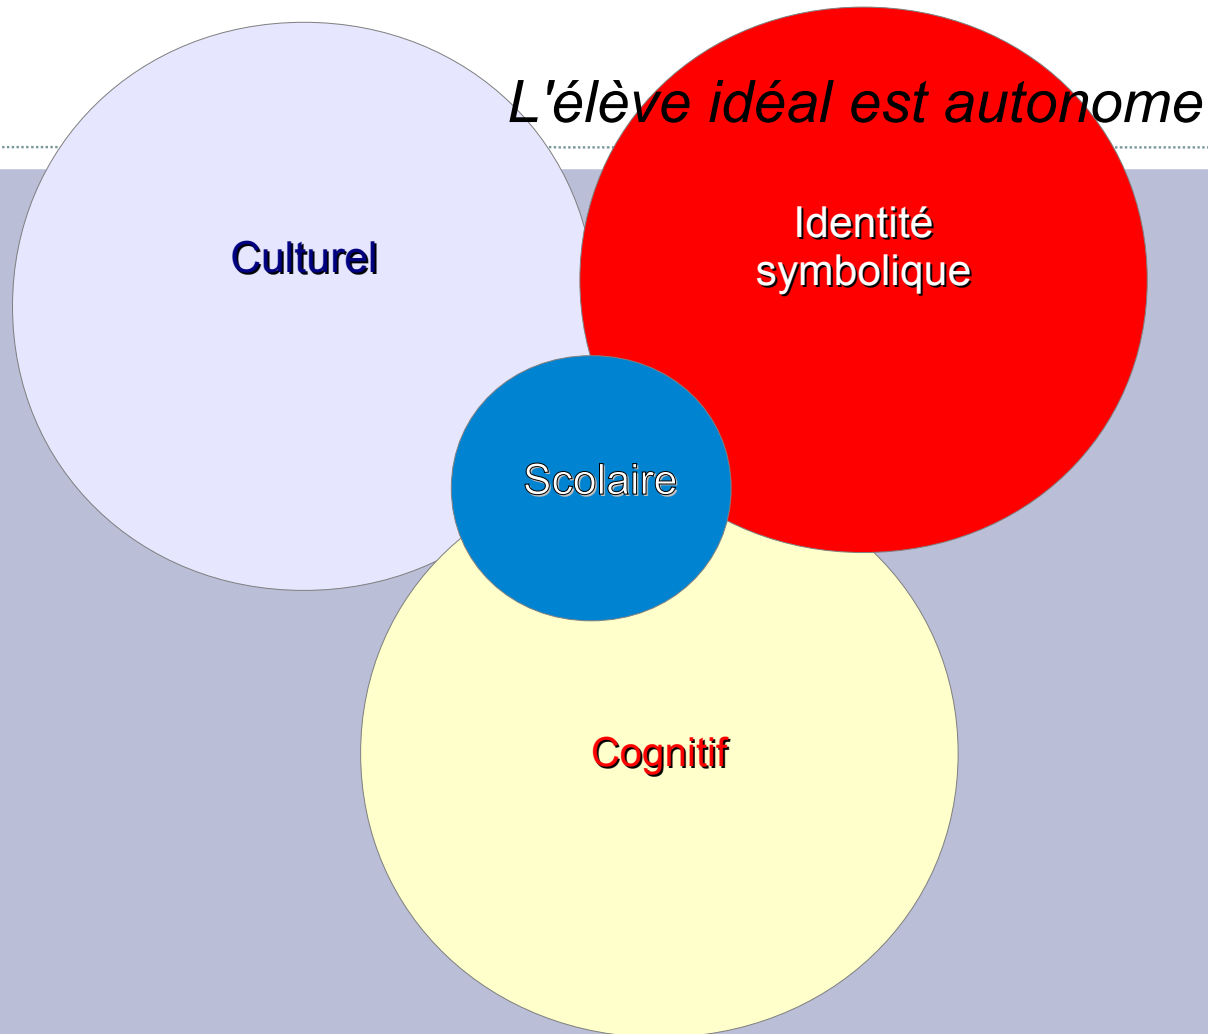 L'élève idéal est autonome
Identité
symbolique
Culturel
Scolaire
Cognitif